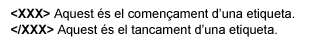 <XXX> Aquest és el començament d'una etiqueta.
</XXX> Aquest és el tancament d'una etiqueta.